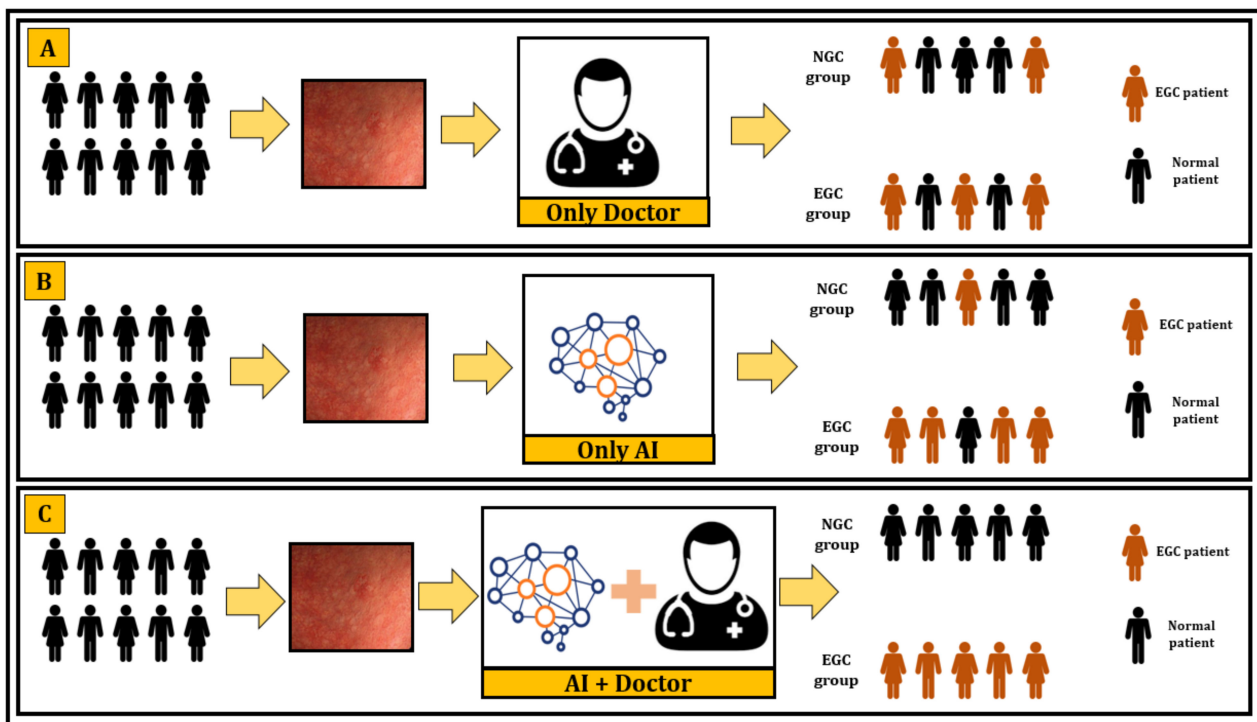 A
NGC
group
EGC patient
Normal
patient
EGC
group
Only Doctor
B
NGC
group
EGC patient
Normal
patient
EGC
group
Only AI
C
NGC
group
EGC patient
Normal
patient
EGC
group
AI + Doctor